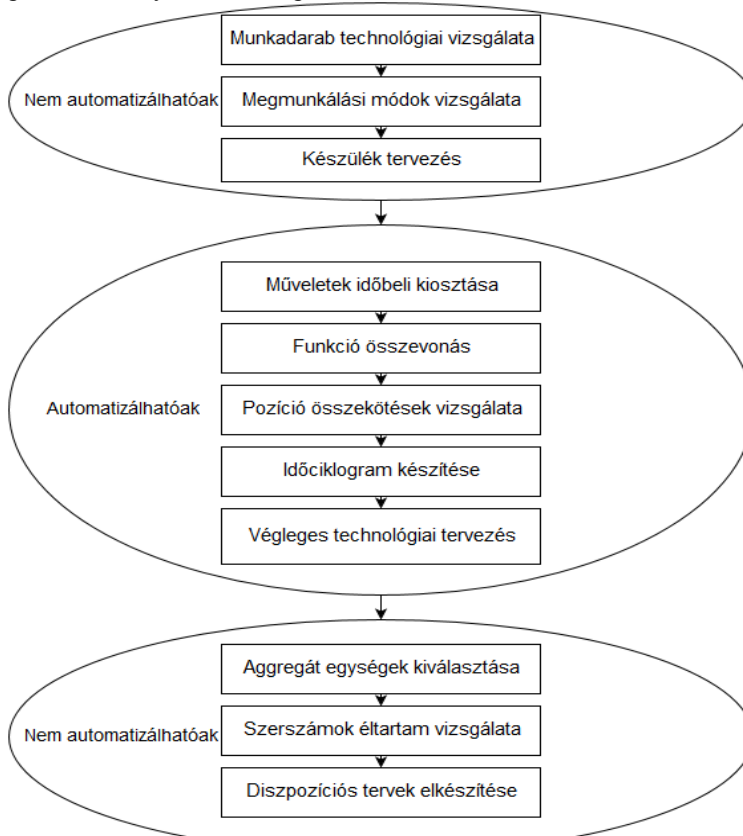 Munkadarab technológiai vizsgálata
Nem automatizálhatóak
Megmunkálási módok vizsgálata
Készülék tervezés
Műveletek időbeli kiosztása
Funkció összevonás
Automatizálhatóak
Pozíció összekötések vizsgálata
Időciklogram készítése
Végleges technológiai tervezés
Aggregát egységek kiválasztása
Nem automatizálhatóak
Szerszámok éltartam vizsgálata
Diszpozíciós tervek elkészítése